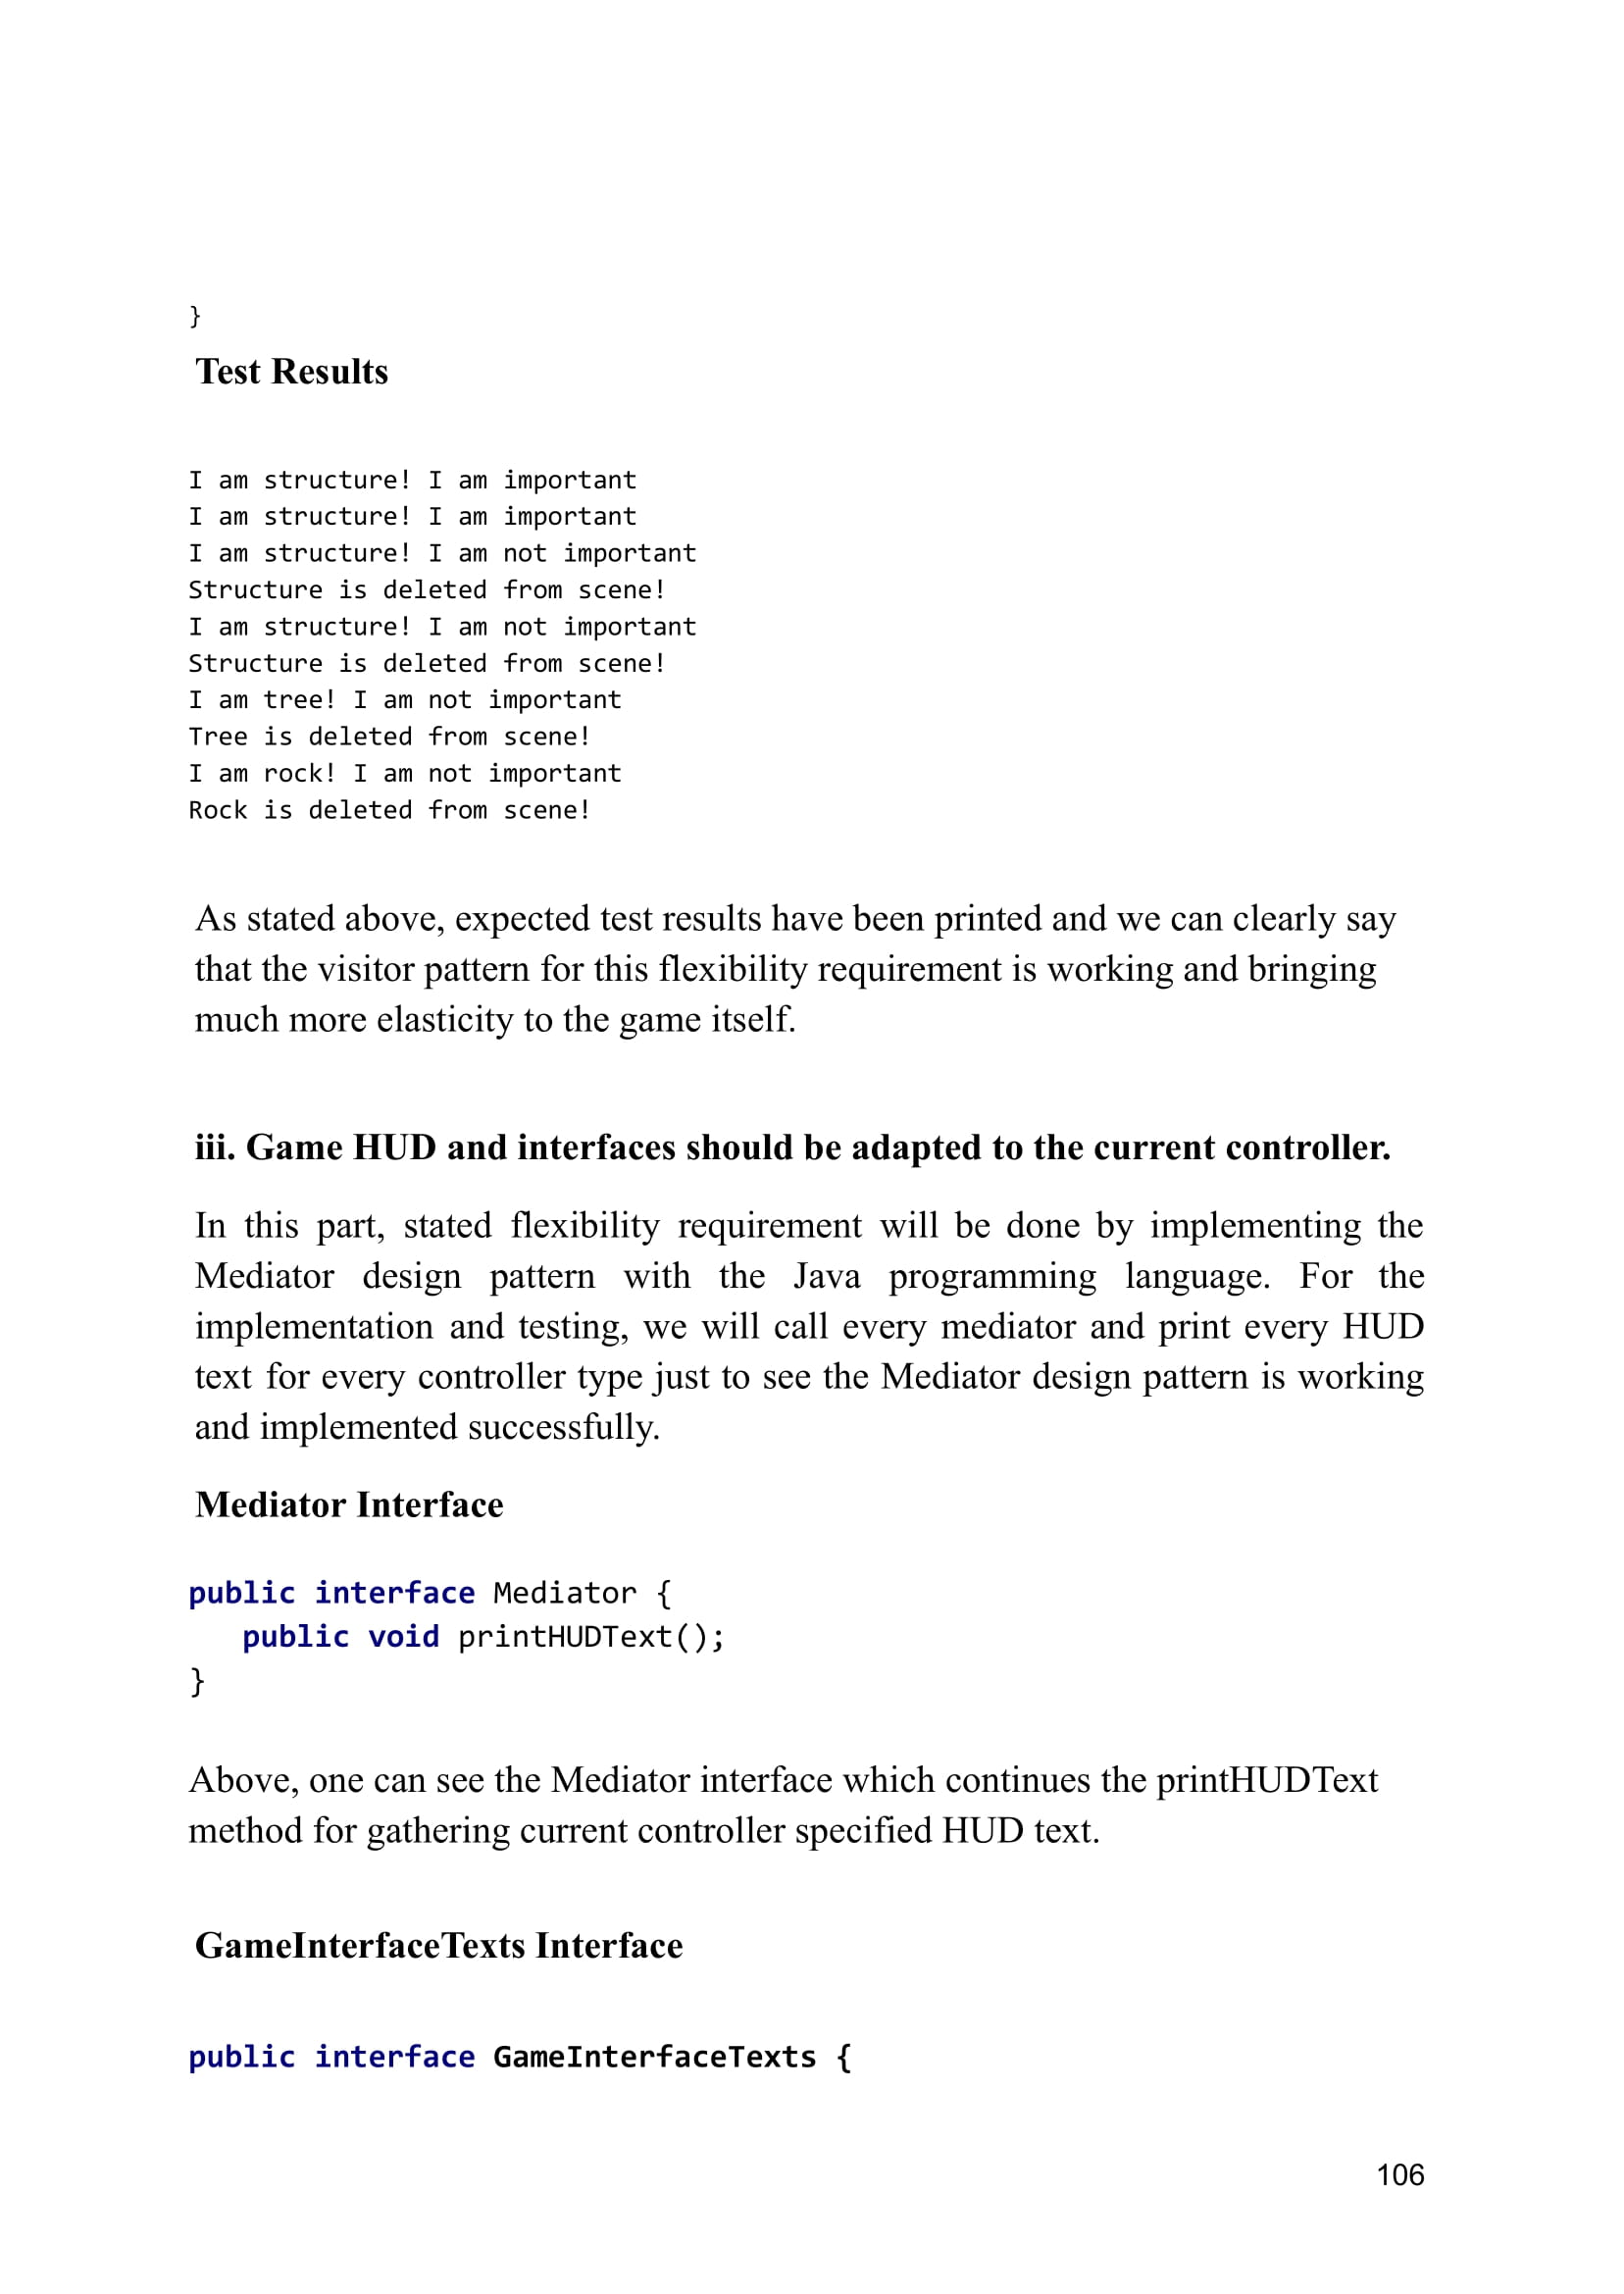 }
Test Results
I am structure! I am important
I am structure! I am important
I am structure! I am not important
Structure is deleted from scene!
I am structure! I am not important
Structure is deleted from scene!
I am tree! I am not important
Tree is deleted from scene!
I am rock! I am not important
Rock is deleted from scene!
As stated above, expected test results have been printed and we can clearly say
that the visitor pattern for this flexibility requirement is working and bringing
much more elasticity to the game itself.
iii. Game HUD and interfaces should be adapted to the current controller.
In this part, stated flexibility requirement will be done by implementing the
Mediator design pattern with the Java programming language. For the
implementation and testing, we will call every mediator and print every HUD
text for every controller type just to see the Mediator design pattern is working
and implemented successfully.
Mediator Interface
public interface Mediator {
   public void printHUDText();
}
Above, one can see the Mediator interface which continues the printHUDText
method for gathering current controller specified HUD text.
GameInterfaceTexts Interface
public interface GameInterfaceTexts {
106